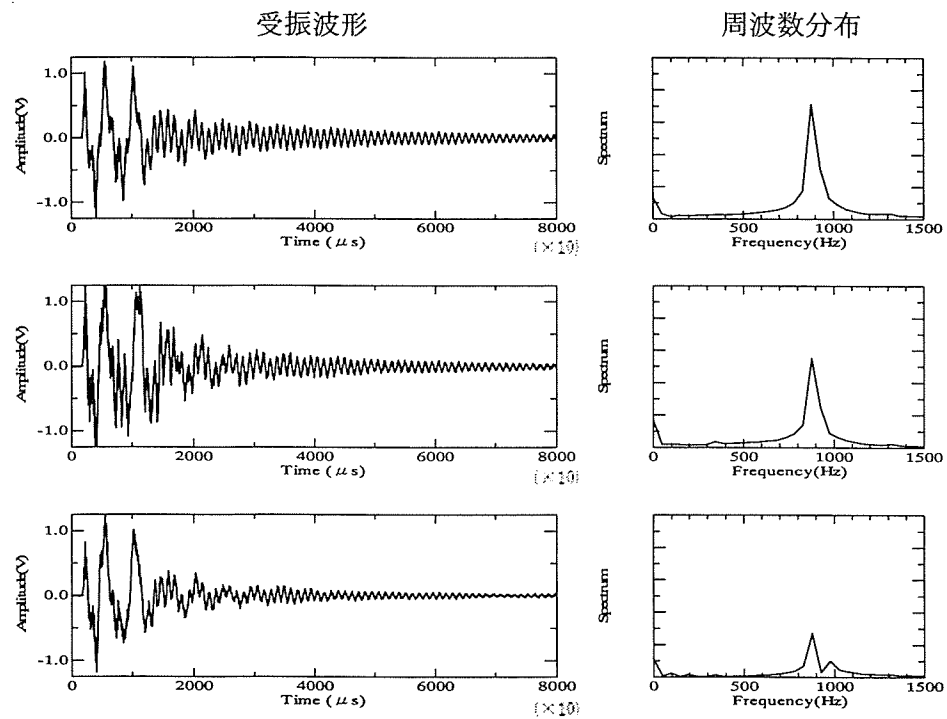 受振波形
周波数分布
Amplitude(V)
1.0
0.0
-1.0
0 2000 4000 6000 8000
Time (μs)
(×10)
Spectrum
0 500 1000 1500
Frequency(Hz)
Amplitude(V)
1.0
0.0
-1.0
0 2000 4000 6000 8000
Time (μs)
(×10)
Spectrum
0 500 1000 1500
Frequency(Hz)
Amplitude(V)
1.0
0.0
-1.0
0 2000 4000 6000 8000
Time (μs)
(×10)
Spectrum
0 500 1000 1500
Frequency(Hz)